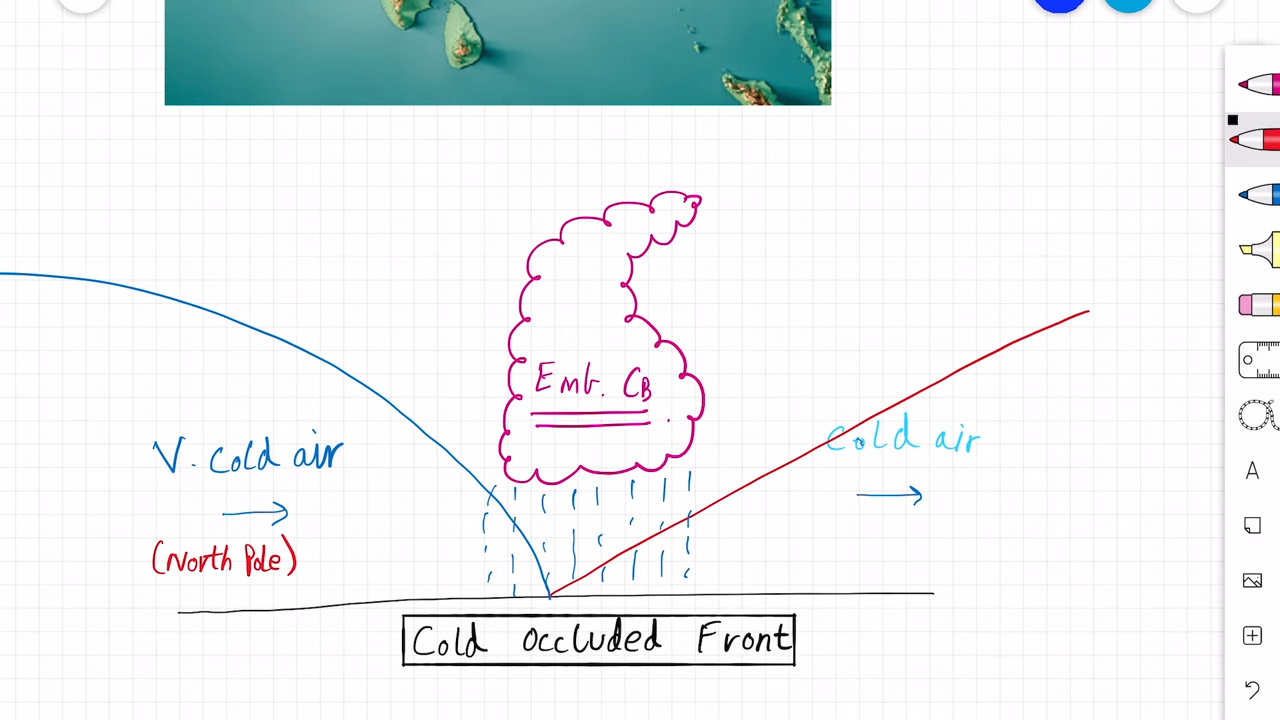 Emb. CB
V. Cold air
Cold air
(North Pole)
Cold Occluded Front
A